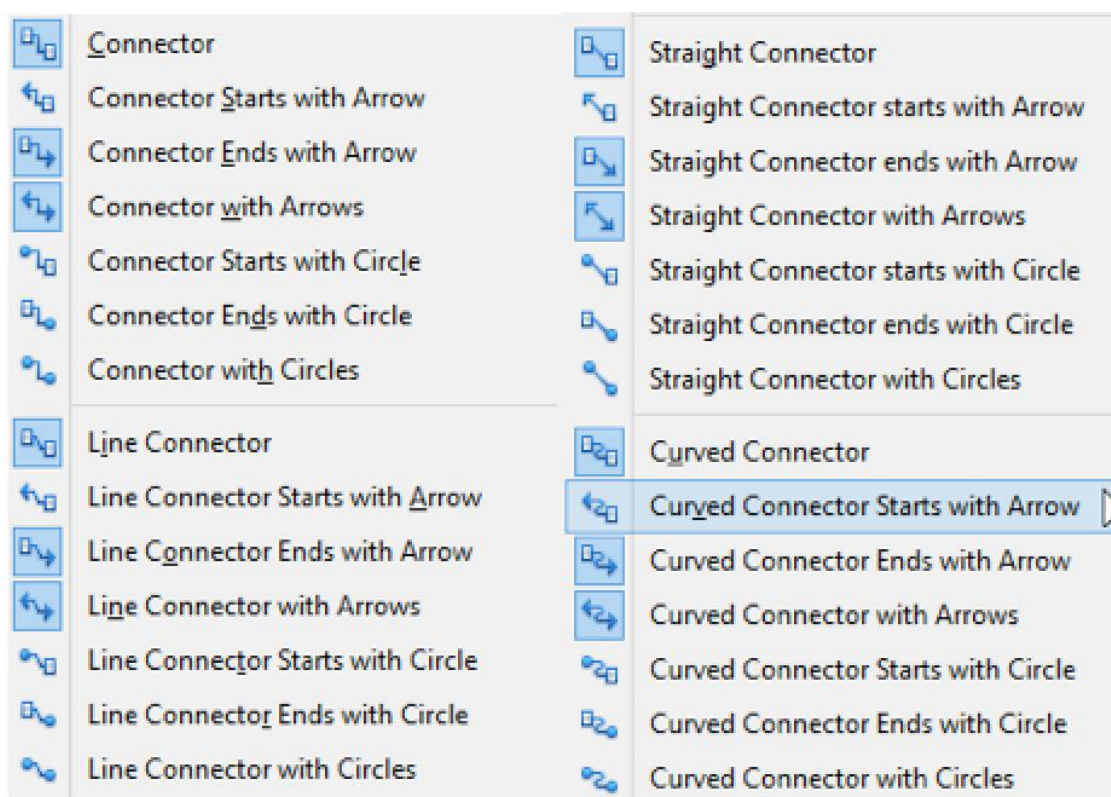 Connector
Connector Starts with Arrow
Connector Ends with Arrow
Connector with Arrows
Connector Starts with Circle
Connector Ends with Circle
Connector with Circles
Line Connector
Line Connector Starts with Arrow
Line Connector Ends with Arrow
Line Connector with Arrows
Line Connector Starts with Circle
Line Connector Ends with Circle
Line Connector with Circles
Straight Connector
Straight Connector starts with Arrow
Straight Connector ends with Arrow
Straight Connector with Arrows
Straight Connector starts with Circle
Straight Connector ends with Circle
Straight Connector with Circles
Curved Connector
Curved Connector Starts with Arrow
Curved Connector Ends with Arrow
Curved Connector with Arrows
Curved Connector Starts with Circle
Curved Connector Ends with Circle
Curved Connector with Circles